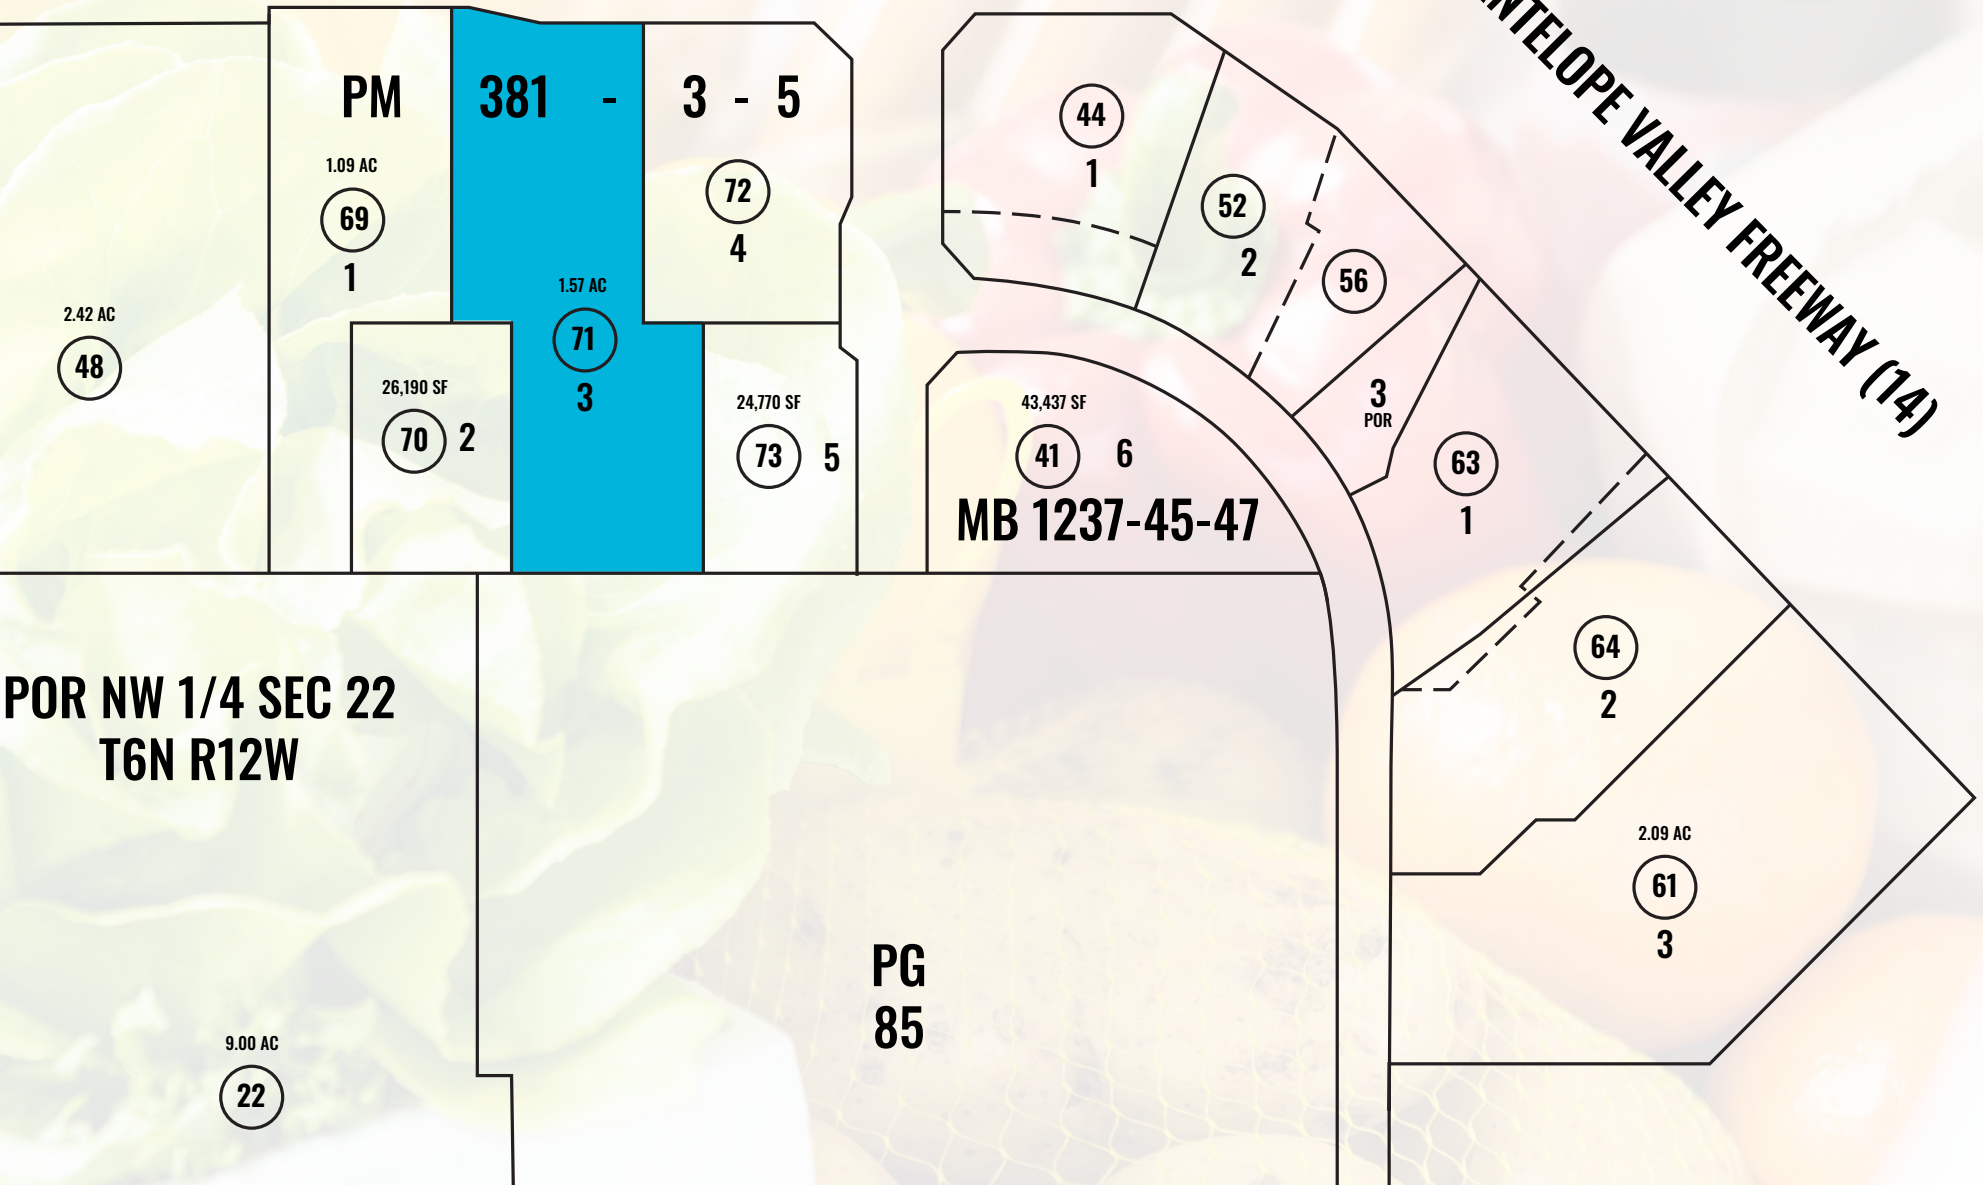 ANTELOPE VALLEY FREEWAY (14)
PM 381 - 3 - 5
1.09 AC
69
1
72
4
44
1
52
2
56
2.42 AC
48
1.57 AC
71
3
26,190 SF
70 2
24,770 SF
73 5
43,437 SF
41 6
MB 1237-45-47
3
POR
63
1
64
2
POR NW 1/4 SEC 22
T6N R12W
2.09 AC
61
3
PG
85
9.00 AC
22